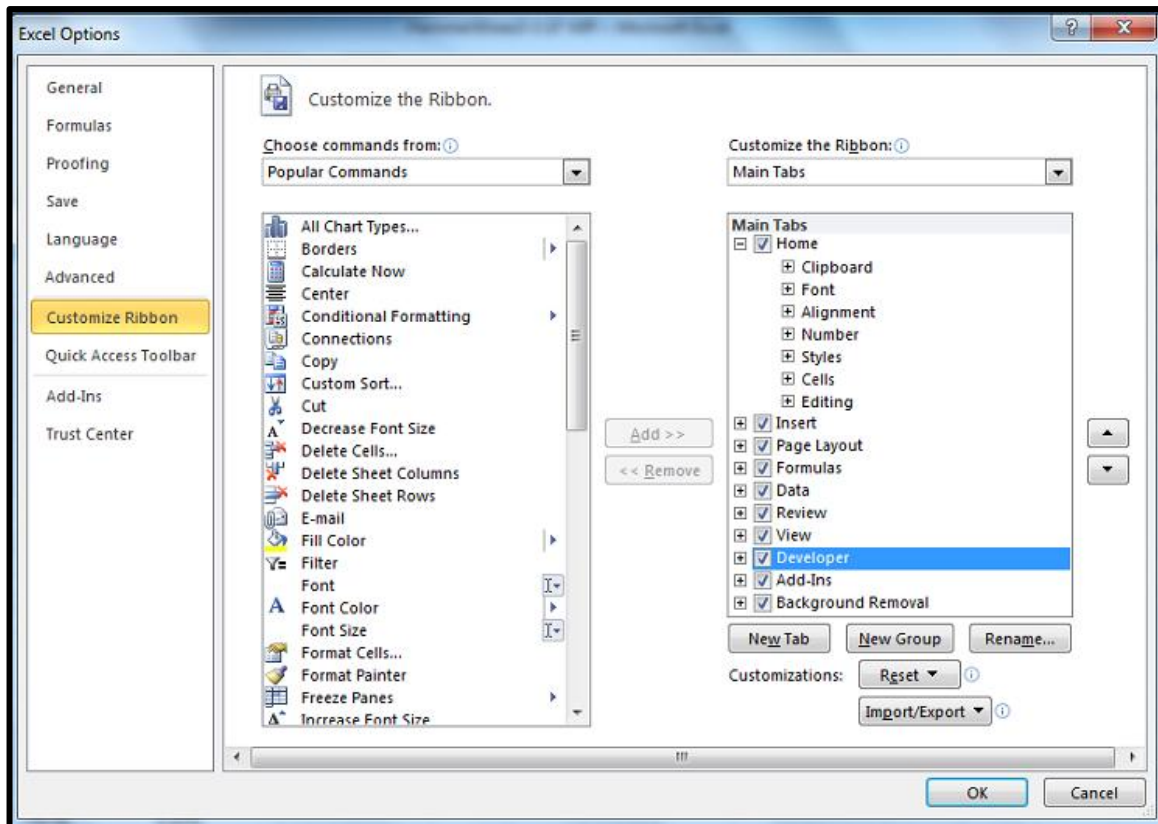 Excel Options
General
Formulas
Proofing
Save
Language
Advanced
Customize Ribbon
Quick Access Toolbar
Add-Ins
Trust Center
Customize the Ribbon.
Choose commands from:
Popular Commands
All Chart Types...
Borders
Calculate Now
Center
Conditional Formatting
Connections
Copy
Custom Sort...
Cut
Decrease Font Size
Delete Cells...
Delete Sheet Columns
Delete Sheet Rows
E-mail
Fill Color
Filter
Font
Font Color
Font Size
Format Cells...
Format Painter
Freeze Panes
Increase Font Size
Add >>
<< Remove
Customize the Ribbon:
Main Tabs
Main Tabs
Home
Clipboard
Font
Alignment
Number
Styles
Cells
Editing
Insert
Page Layout
Formulas
Data
Review
View
Developer
Add-Ins
Background Removal
New Tab
New Group
Rename...
Customizations:
Reset
Import/Export
OK
Cancel